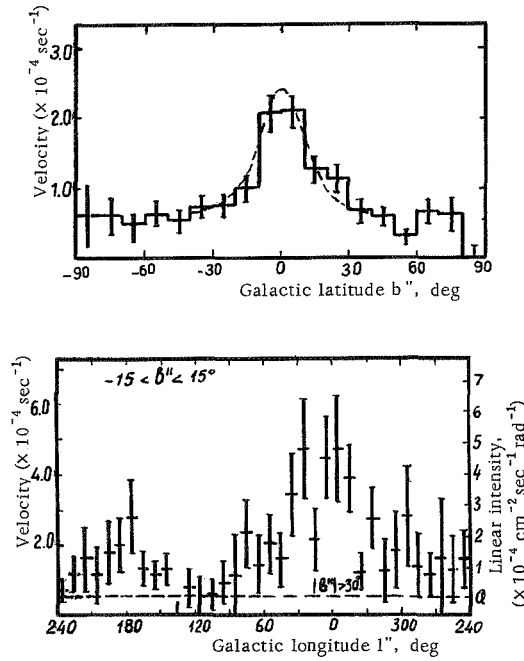 Velocity (× 10⁻⁴ sec⁻¹)
3.0
2.0
1.0
-90 -60 -30 0 30 60 90
Galactic latitude b", deg
-15 < b" < 15°
Velocity (× 10⁻⁴ sec⁻¹)
6.0
4.0
2.0
7
6
5
4
3
2
1
0
Linear intensity,
(× 10⁻⁴ cm⁻² sec⁻¹ rad⁻¹)
|b"|>30°
240 180 120 60 0 300 240
Galactic longitude l", deg